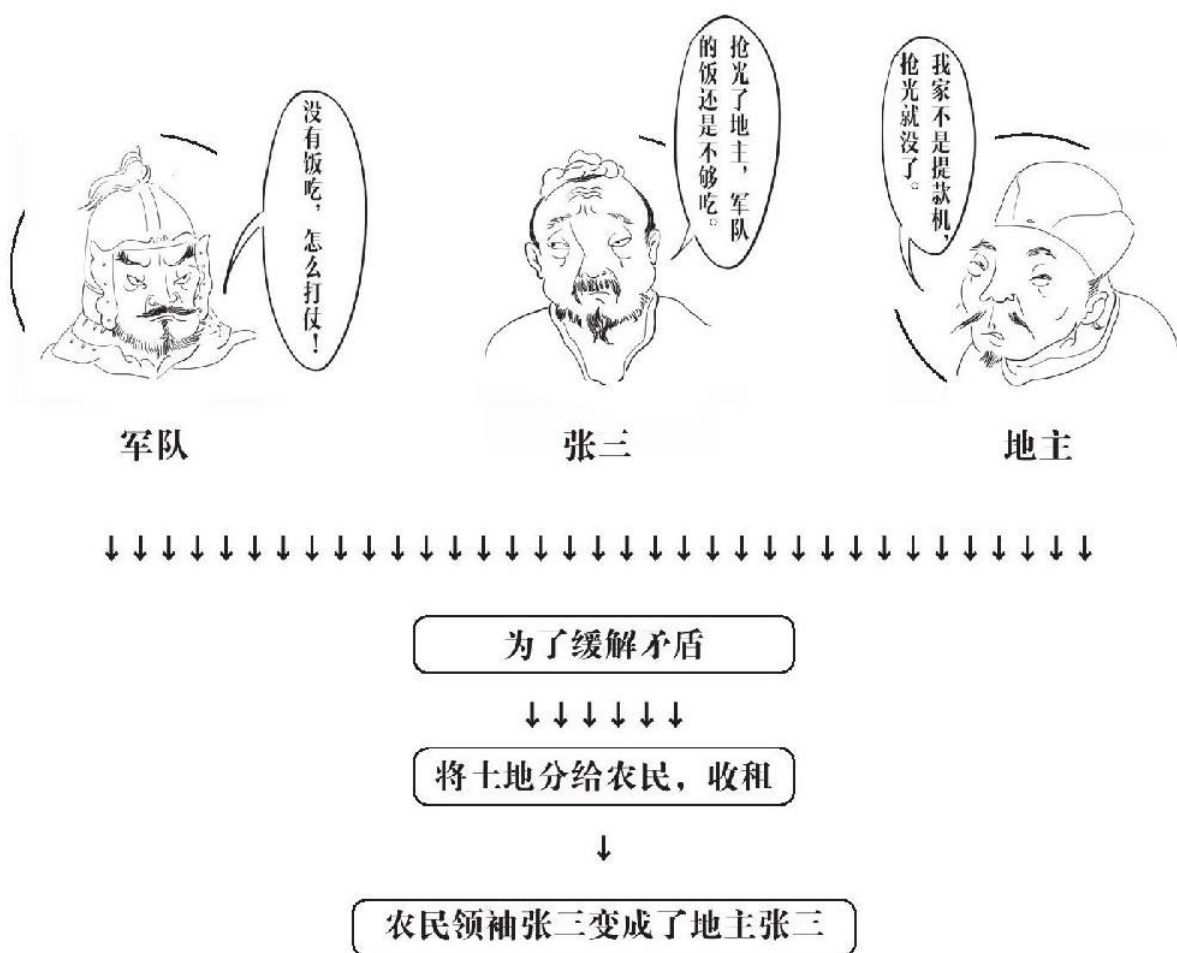 没有饭吃，怎么打仗！
抢光了地主，军队
的饭还是不够吃。
我家不是提款机，
抢光就没了。
军队
张三
地主
↓↓↓↓↓↓↓↓↓↓↓↓↓↓↓↓↓↓↓↓↓↓↓↓↓↓↓↓↓↓↓↓↓↓↓
为了缓解矛盾
↓↓↓↓↓↓
将土地分给农民，收租
↓
农民领袖张三变成了地主张三